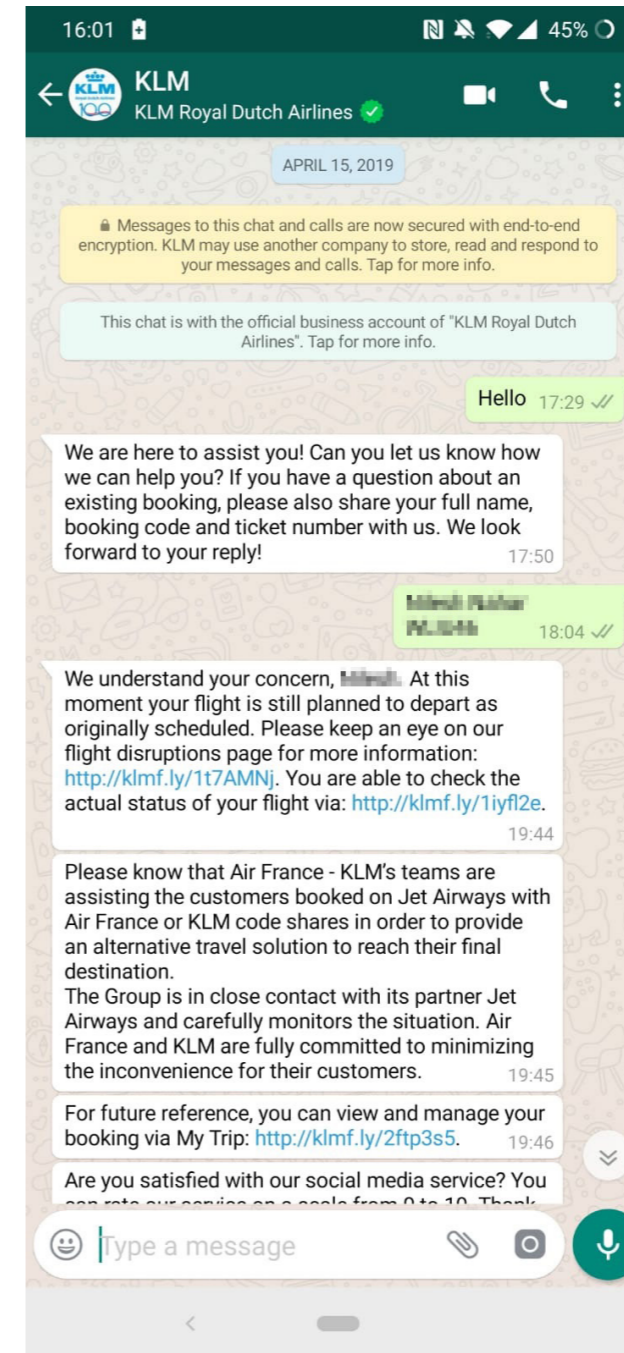 16:01
45%
KLM
100
KLM
KLM Royal Dutch Airlines
APRIL 15, 2019
Messages to this chat and calls are now secured with end-to-end
encryption. KLM may use another company to store, read and respond to
your messages and calls. Tap for more info.
This chat is with the official business account of "KLM Royal Dutch
Airlines". Tap for more info.
Hello 17:29
We are here to assist you! Can you let us know how
we can help you? If you have a question about an
existing booking, please also share your full name,
booking code and ticket number with us. We look
forward to your reply! 17:50
18:04
We understand your concern, . At this
moment your flight is still planned to depart as
originally scheduled. Please keep an eye on our
flight disruptions page for more information:
http://klmf.ly/1t7AMNj. You are able to check the
actual status of your flight via: http://klmf.ly/1iyfl2e.
19:44
Please know that Air France - KLM's teams are
assisting the customers booked on Jet Airways with
Air France or KLM code shares in order to provide
an alternative travel solution to reach their final
destination.
The Group is in close contact with its partner Jet
Airways and carefully monitors the situation. Air
France and KLM are fully committed to minimizing
the inconvenience for their customers. 19:45
For future reference, you can view and manage your
booking via My Trip: http://klmf.ly/2ftp3s5. 19:46
Are you satisfied with our social media service? You
can rate our service on a scale from 0 to 10. Thank
Type a message